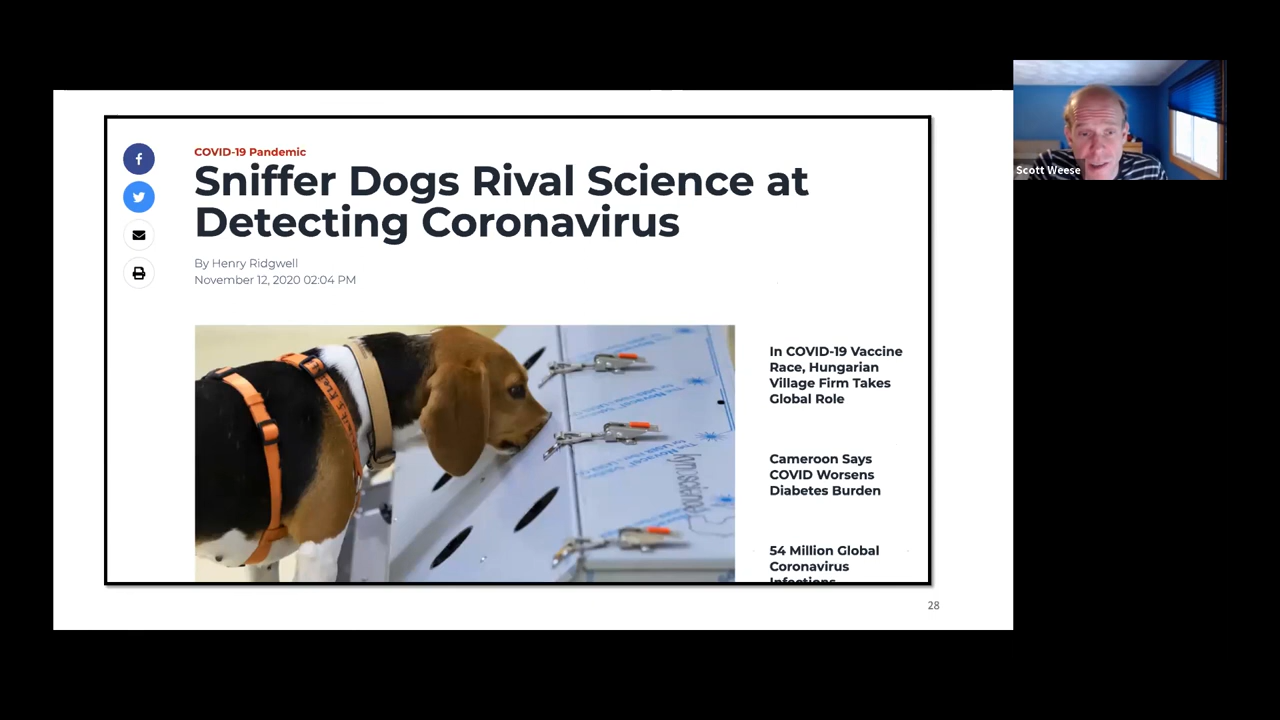 COVID-19 Pandemic
Sniffer Dogs Rival Science at
Detecting Coronavirus
By Henry Ridgwell
November 12, 2020 02:04 PM
In COVID-19 Vaccine
Race, Hungarian
Village Firm Takes
Global Role
Cameroon Says
COVID Worsens
Diabetes Burden
54 Million Global
Coronavirus
Infections
28
Scott Weese